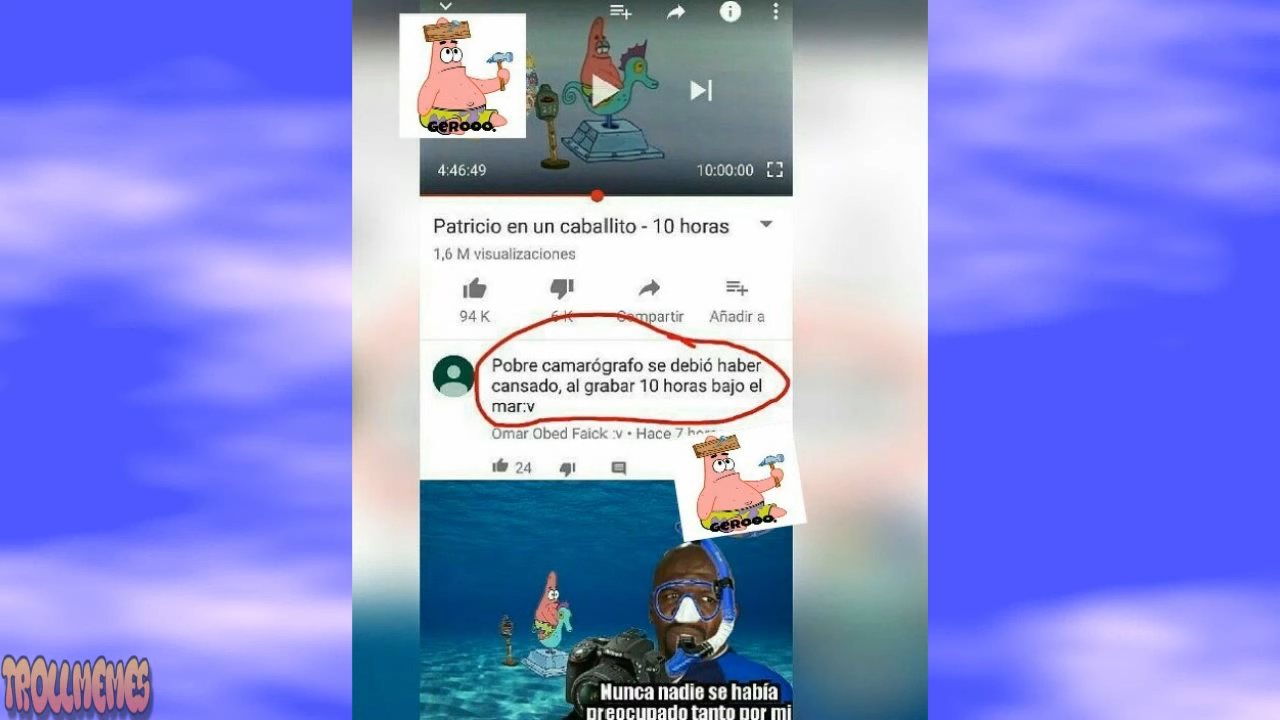 GEROOO.
4:46:49
10:00:00
Patricio en un caballito - 10 horas
1,6 M visualizaciones
94 K
6 K
Compartir
Añadir a
Pobre camarógrafo se debió haber
cansado, al grabar 10 horas bajo el
mar:v
Omar Obed Faick :v • Hace 7
24
GEROOO.
Nunca nadie se había
preocupado tanto por mi
TROLLMEMES